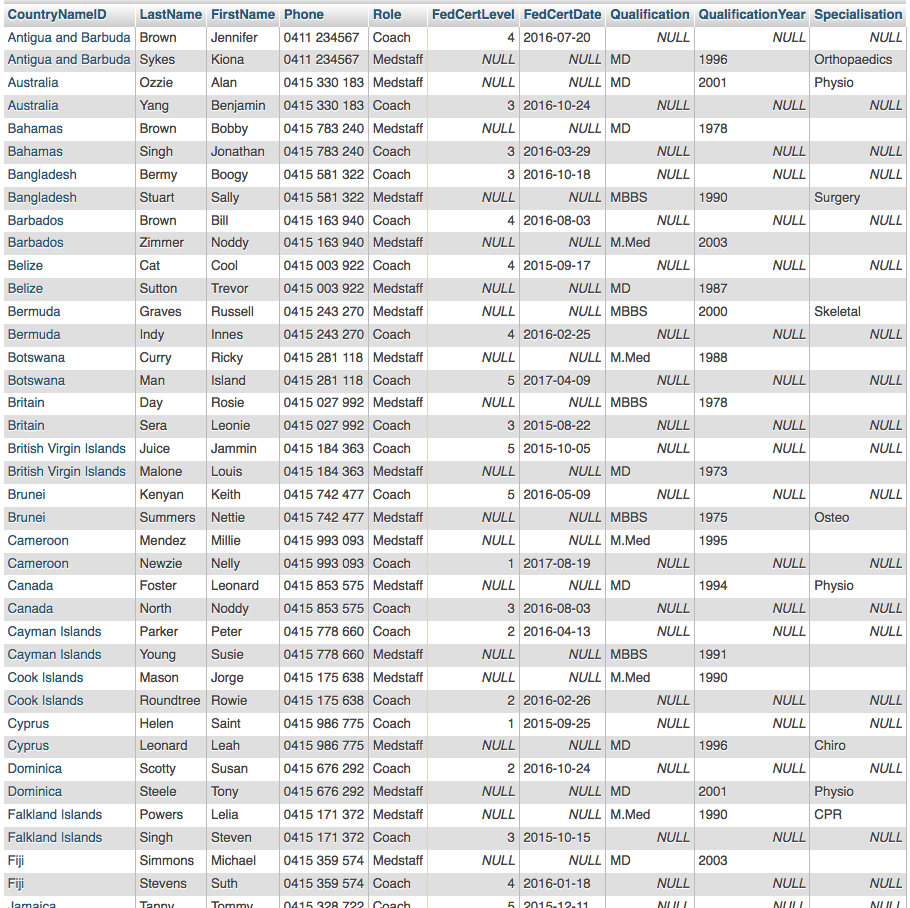 CountryNameID LastName FirstName Phone Role FedCertLevel FedCertDate Qualification QualificationYear Specialisation
Antigua and Barbuda Brown Jennifer 0411 234567 Coach 4 2016-07-20 NULL NULL NULL
Antigua and Barbuda Sykes Kiona 0411 234567 Medstaff NULL NULL MD 1996 Orthopaedics
Australia Ozzie Alan 0415 330 183 Medstaff NULL NULL MD 2001 Physio
Australia Yang Benjamin 0415 330 183 Coach 3 2016-10-24 NULL NULL NULL
Bahamas Brown Bobby 0415 783 240 Medstaff NULL NULL MD 1978
Bahamas Singh Jonathan 0415 783 240 Coach 3 2016-03-29 NULL NULL NULL
Bangladesh Bermy Boogy 0415 581 322 Coach 3 2016-10-18 NULL NULL NULL
Bangladesh Stuart Sally 0415 581 322 Medstaff NULL NULL MBBS 1990 Surgery
Barbados Brown Bill 0415 163 940 Coach 4 2016-08-03 NULL NULL NULL
Barbados Zimmer Noddy 0415 163 940 Medstaff NULL NULL M.Med 2003
Belize Cat Cool 0415 003 922 Coach 4 2015-09-17 NULL NULL NULL
Belize Sutton Trevor 0415 003 922 Medstaff NULL NULL MD 1987
Bermuda Graves Russell 0415 243 270 Medstaff NULL NULL MBBS 2000 Skeletal
Bermuda Indy Innes 0415 243 270 Coach 4 2016-02-25 NULL NULL NULL
Botswana Curry Ricky 0415 281 118 Medstaff NULL NULL M.Med 1988
Botswana Man Island 0415 281 118 Coach 5 2017-04-09 NULL NULL NULL
Britain Day Rosie 0415 027 992 Medstaff NULL NULL MBBS 1978
Britain Sera Leonie 0415 027 992 Coach 3 2015-08-22 NULL NULL NULL
British Virgin Islands Juice Jammin 0415 184 363 Coach 5 2015-10-05 NULL NULL NULL
British Virgin Islands Malone Louis 0415 184 363 Medstaff NULL NULL MD 1973
Brunei Kenyan Keith 0415 742 477 Coach 5 2016-05-09 NULL NULL NULL
Brunei Summers Nettie 0415 742 477 Medstaff NULL NULL MBBS 1975 Osteo
Cameroon Mendez Millie 0415 993 093 Medstaff NULL NULL M.Med 1995
Cameroon Newzie Nelly 0415 993 093 Coach 1 2017-08-19 NULL NULL NULL
Canada Foster Leonard 0415 853 575 Medstaff NULL NULL MD 1994 Physio
Canada North Noddy 0415 853 575 Coach 3 2016-08-03 NULL NULL NULL
Cayman Islands Parker Peter 0415 778 660 Coach 2 2016-04-13 NULL NULL NULL
Cayman Islands Young Susie 0415 778 660 Medstaff NULL NULL MBBS 1991
Cook Islands Mason Jorge 0415 175 638 Medstaff NULL NULL M.Med 1990
Cook Islands Roundtree Rowie 0415 175 638 Coach 2 2016-02-26 NULL NULL NULL
Cyprus Helen Saint 0415 986 775 Coach 1 2015-09-25 NULL NULL NULL
Cyprus Leonard Leah 0415 986 775 Medstaff NULL NULL MD 1996 Chiro
Dominica Scotty Susan 0415 676 292 Coach 2 2016-10-24 NULL NULL NULL
Dominica Steele Tony 0415 676 292 Medstaff NULL NULL MD 2001 Physio
Falkland Islands Powers Lelia 0415 171 372 Medstaff NULL NULL M.Med 1990 CPR
Falkland Islands Singh Steven 0415 171 372 Coach 3 2015-10-15 NULL NULL NULL
Fiji Simmons Michael 0415 359 574 Medstaff NULL NULL MD 2003
Fiji Stevens Suth 0415 359 574 Coach 4 2016-01-18 NULL NULL NULL
Jamaica Tanny Tommy 0415 328 722 Coach 5 2015-12-11 NULL NULL NULL